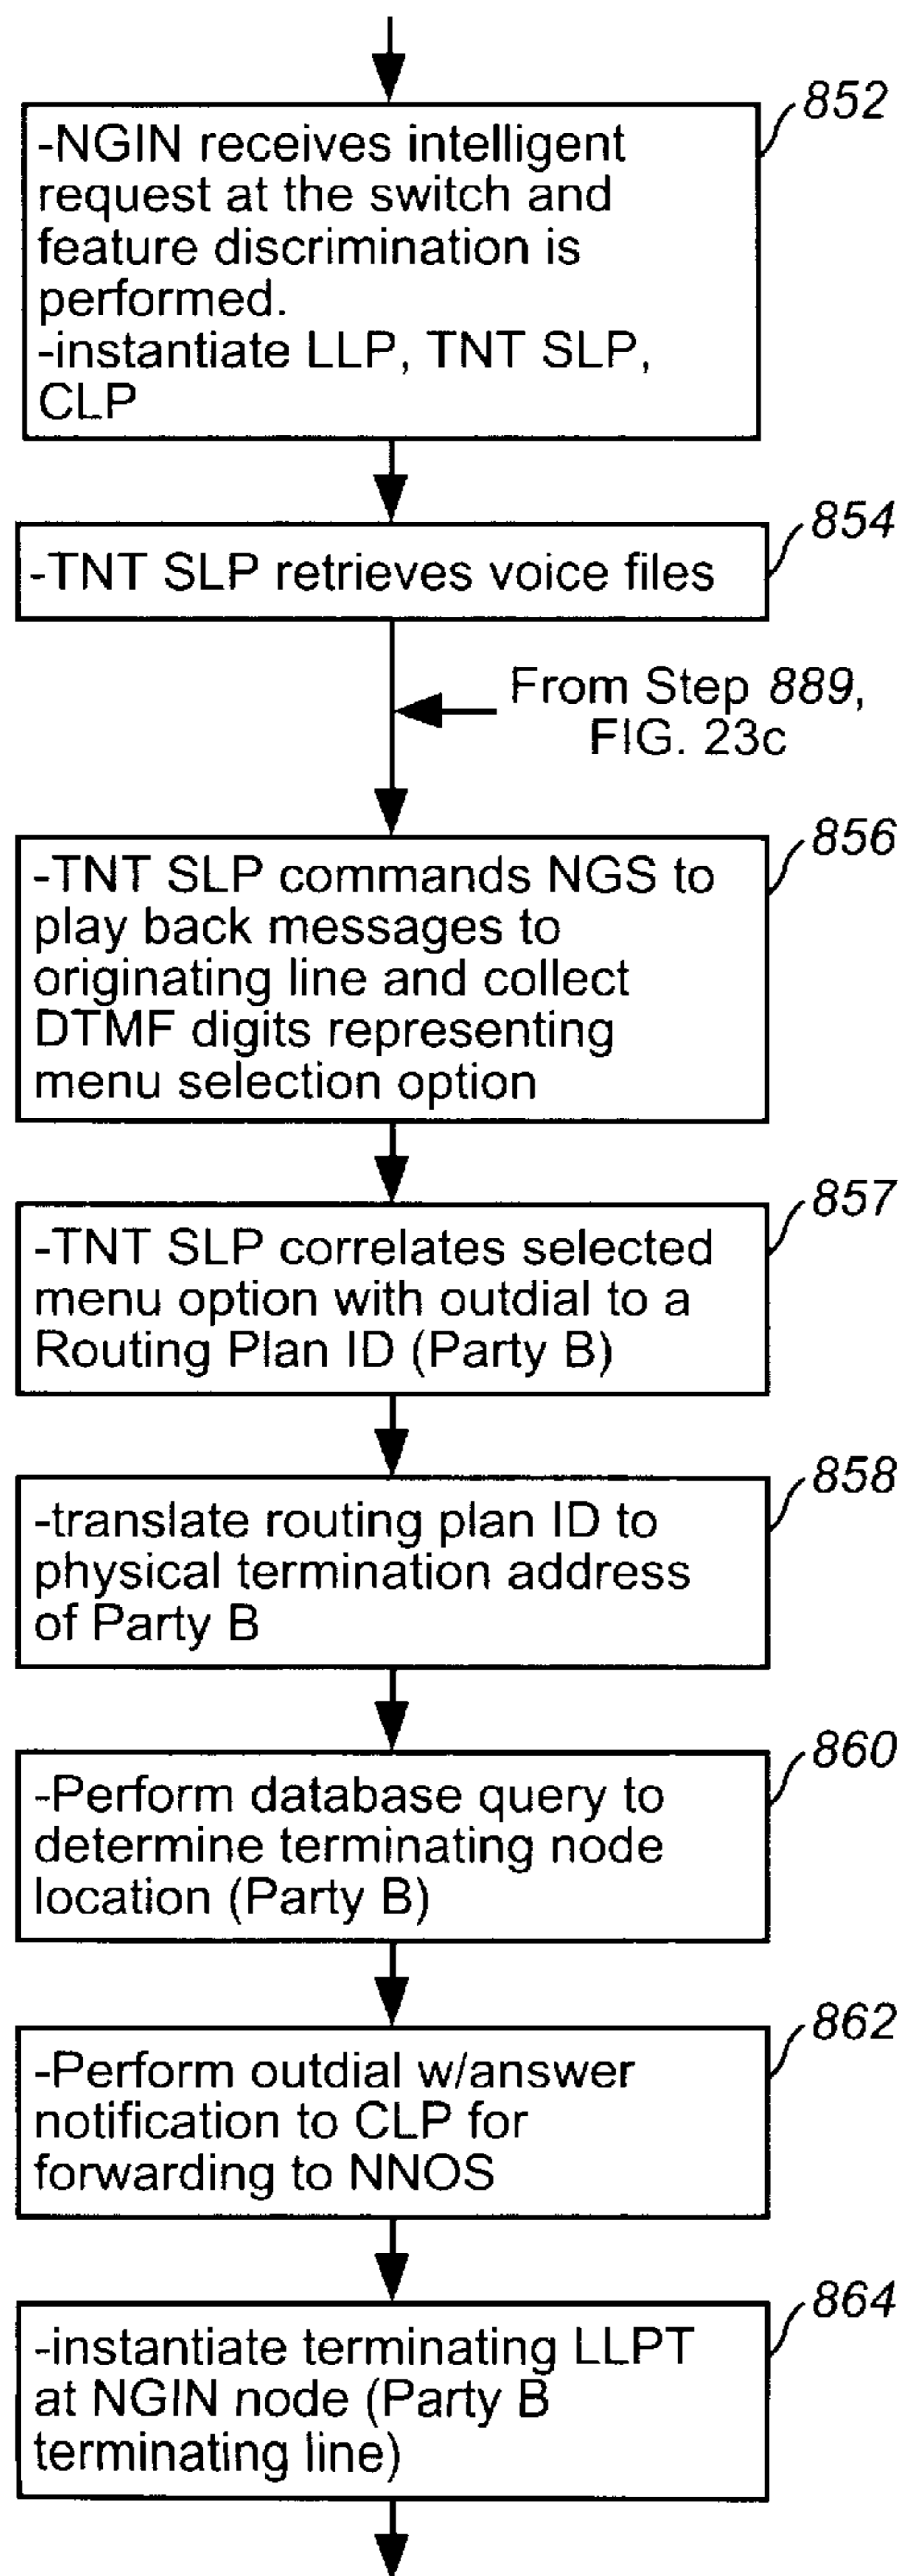 852
-NGIN receives intelligent
request at the switch and
feature discrimination is
performed.
-instantiate LLP, TNT SLP,
CLP
854
-TNT SLP retrieves voice files
From Step 889,
FIG. 23c
856
-TNT SLP commands NGS to
play back messages to
originating line and collect
DTMF digits representing
menu selection option
857
-TNT SLP correlates selected
menu option with outdial to a
Routing Plan ID (Party B)
858
-translate routing plan ID to
physical termination address
of Party B
860
-Perform database query to
determine terminating node
location (Party B)
862
-Perform outdial w/answer
notification to CLP for
forwarding to NNOS
864
-instantiate terminating LLPT
at NGIN node (Party B
terminating line)